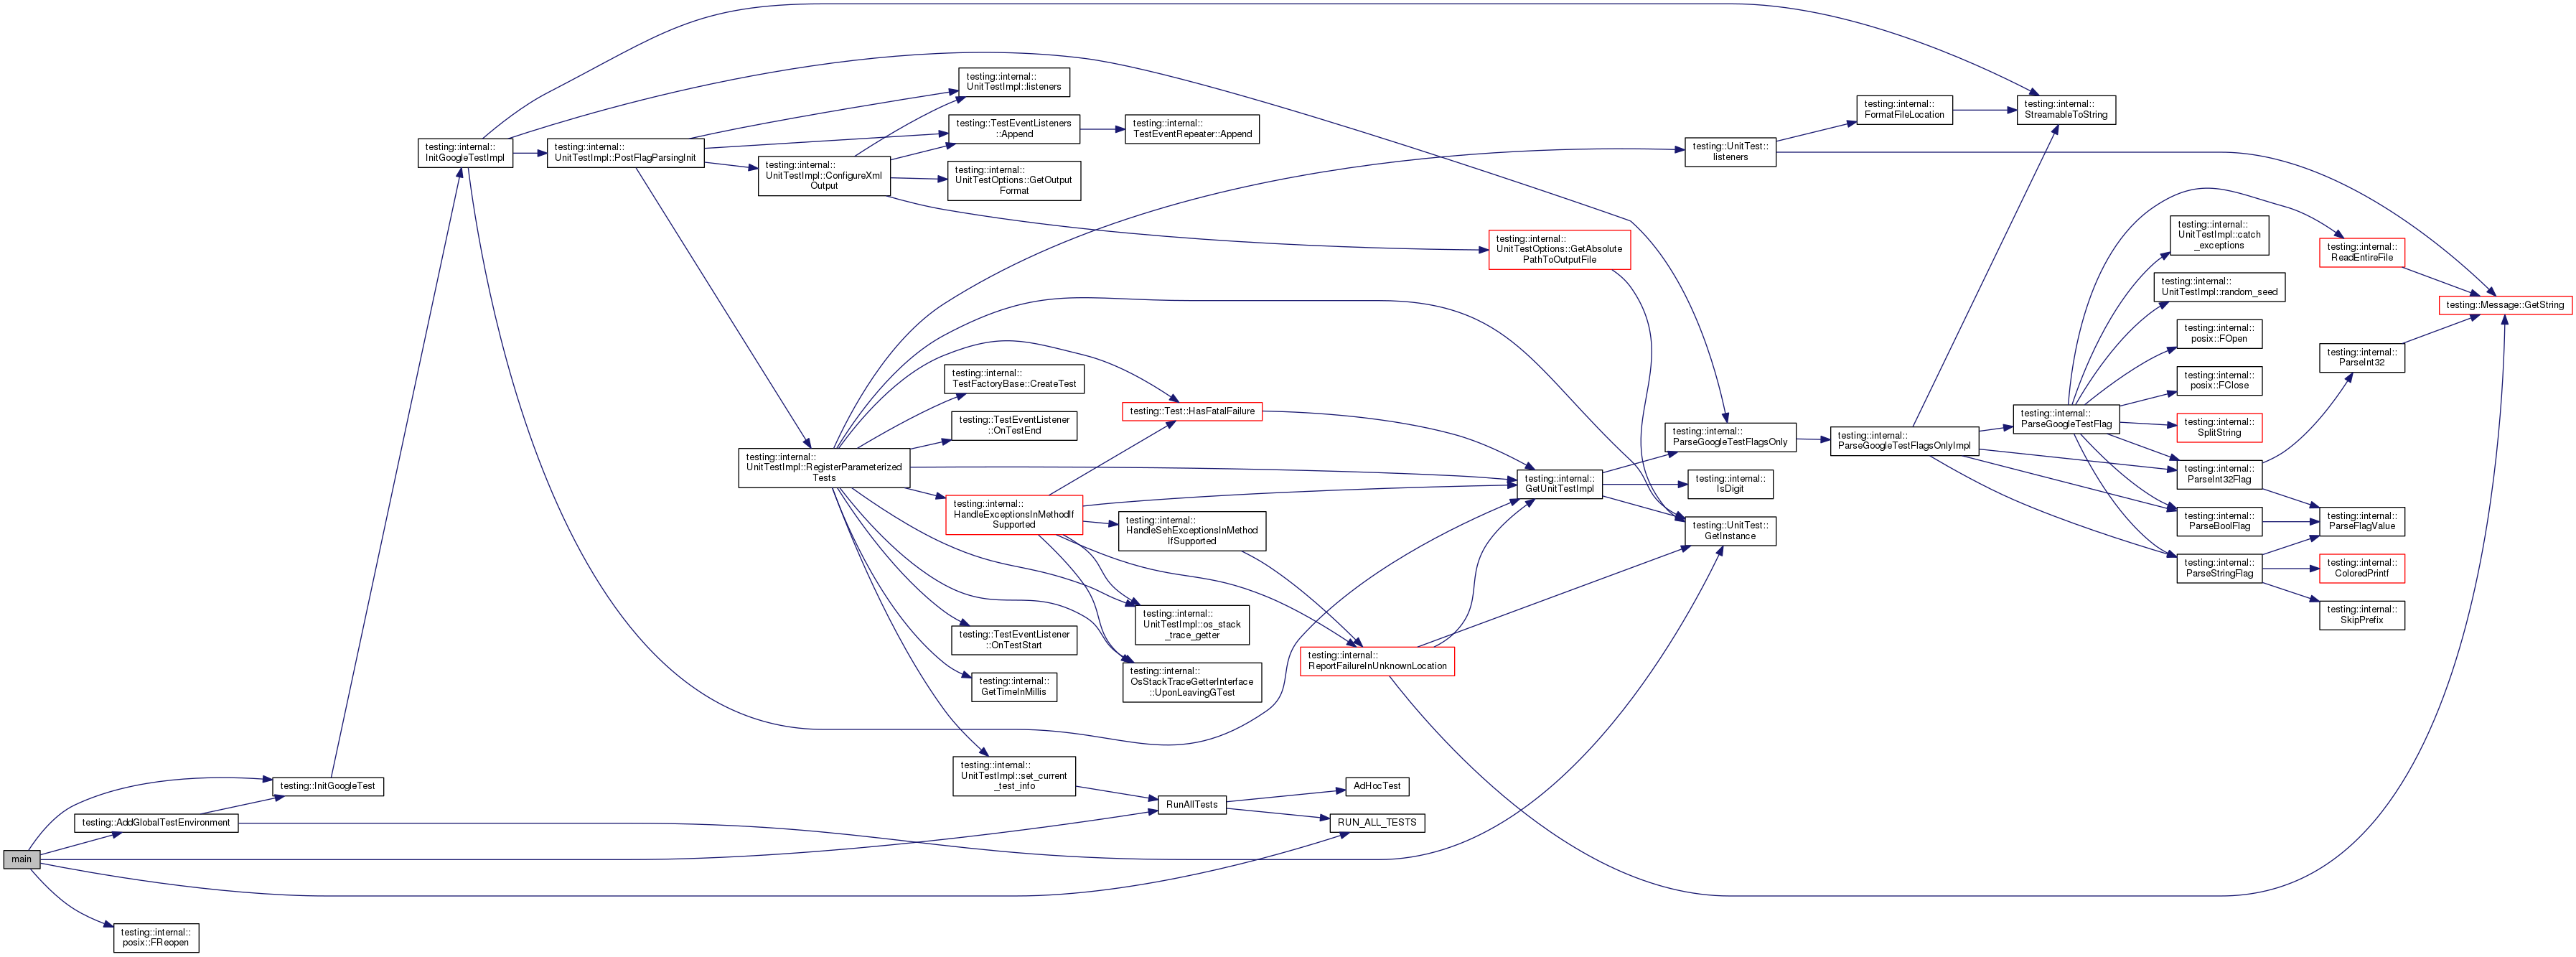 testing::internal::
UnitTestImpl::listeners
testing::internal::
FormatFileLocation
testing::internal::
StreamableToString
testing::TestEventListeners
::Append
testing::internal::
TestEventRepeater::Append
testing::internal::
InitGoogleTestImpl
testing::internal::
UnitTestImpl::PostFlagParsingInit
testing::UnitTest::
listeners
testing::internal::
UnitTestImpl::ConfigureXml
Output
testing::internal::
UnitTestOptions::GetOutput
Format
testing::internal::
UnitTestImpl::catch
_exceptions
testing::internal::
UnitTestOptions::GetAbsolute
PathToOutputFile
testing::internal::
ReadEntireFile
testing::internal::
UnitTestImpl::random_seed
testing::Message::GetString
testing::internal::
posix::FOpen
testing::internal::
ParseInt32
testing::internal::
TestFactoryBase::CreateTest
testing::internal::
posix::FClose
testing::Test::HasFatalFailure
testing::TestEventListener
::OnTestEnd
testing::internal::
ParseGoogleTestFlag
testing::internal::
SplitString
testing::internal::
ParseGoogleTestFlagsOnly
testing::internal::
ParseGoogleTestFlagsOnlyImpl
testing::internal::
UnitTestImpl::RegisterParameterized
Tests
testing::internal::
GetUnitTestImpl
testing::internal::
IsDigit
testing::internal::
ParseInt32Flag
testing::internal::
HandleExceptionsInMethodIf
Supported
testing::internal::
HandleSehExceptionsInMethod
IfSupported
testing::UnitTest::
GetInstance
testing::internal::
ParseBoolFlag
testing::internal::
ParseFlagValue
testing::internal::
ParseStringFlag
testing::internal::
ColoredPrintf
testing::internal::
SkipPrefix
testing::internal::
UnitTestImpl::os_stack
_trace_getter
testing::TestEventListener
::OnTestStart
testing::internal::
ReportFailureInUnknownLocation
testing::internal::
OsStackTraceGetterInterface
::UponLeavingGTest
testing::internal::
GetTimeInMillis
testing::internal::
UnitTestImpl::set_current
_test_info
testing::InitGoogleTest
AdHocTest
RunAllTests
testing::AddGlobalTestEnvironment
RUN_ALL_TESTS
main
testing::internal::
posix::FReopen